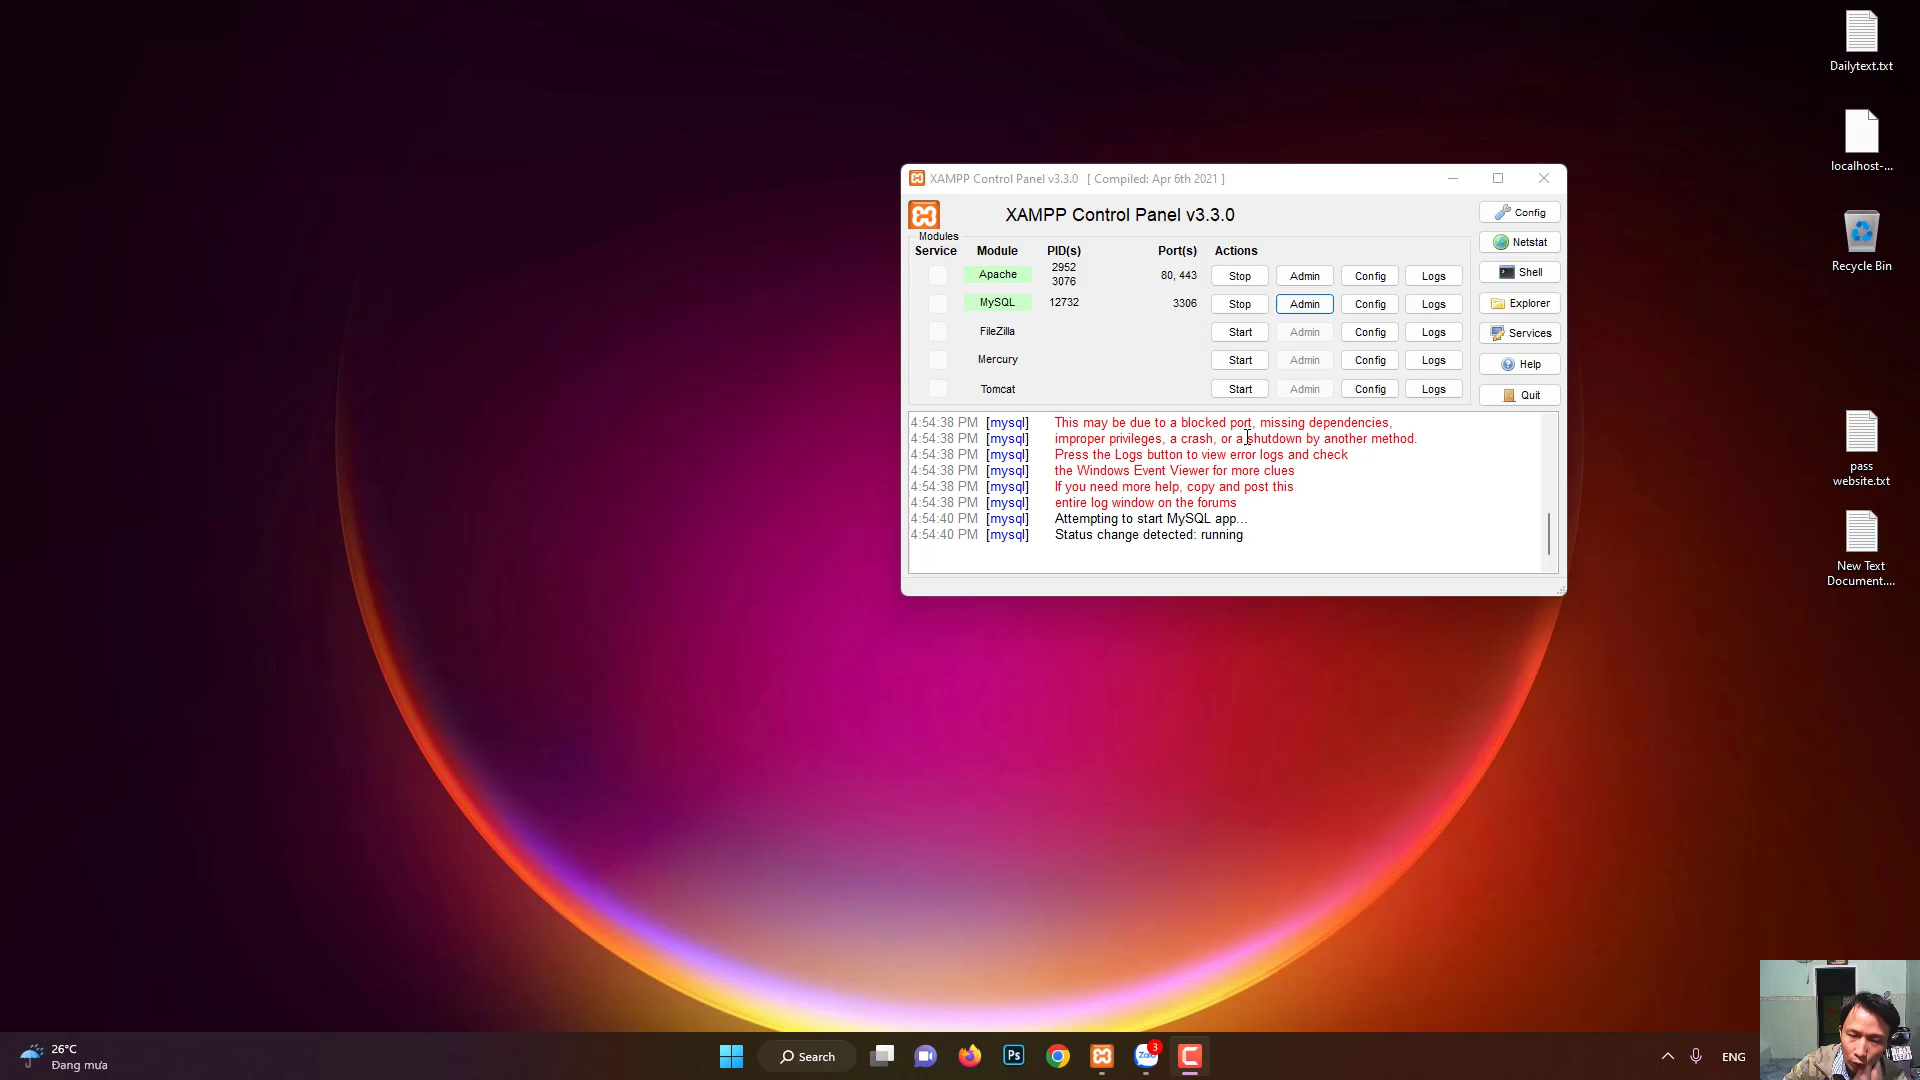 Dailytext.txt
localhost-...
Recycle Bin
pass
website.txt
New Text
Document....
XAMPP Control Panel v3.3.0 [ Compiled: Apr 6th 2021 ]
XAMPP Control Panel v3.3.0
Config
Modules
Service Module PID(s) Port(s) Actions
Netstat
Apache 2952 3076 80, 443 Stop Admin Config Logs
Shell
MySQL 12732 3306 Stop Admin Config Logs
Explorer
FileZilla Start Admin Config Logs
Services
Mercury Start Admin Config Logs
Help
Tomcat Start Admin Config Logs
Quit
4:54:38 PM [mysql] This may be due to a blocked port, missing dependencies,
4:54:38 PM [mysql] improper privileges, a crash, or a shutdown by another method.
4:54:38 PM [mysql] Press the Logs button to view error logs and check
4:54:38 PM [mysql] the Windows Event Viewer for more clues
4:54:38 PM [mysql] If you need more help, copy and post this
4:54:38 PM [mysql] entire log window on the forums
4:54:40 PM [mysql] Attempting to start MySQL app...
4:54:40 PM [mysql] Status change detected: running
26°C
Đang mưa
Search
Ps
Zalo
3
ENG